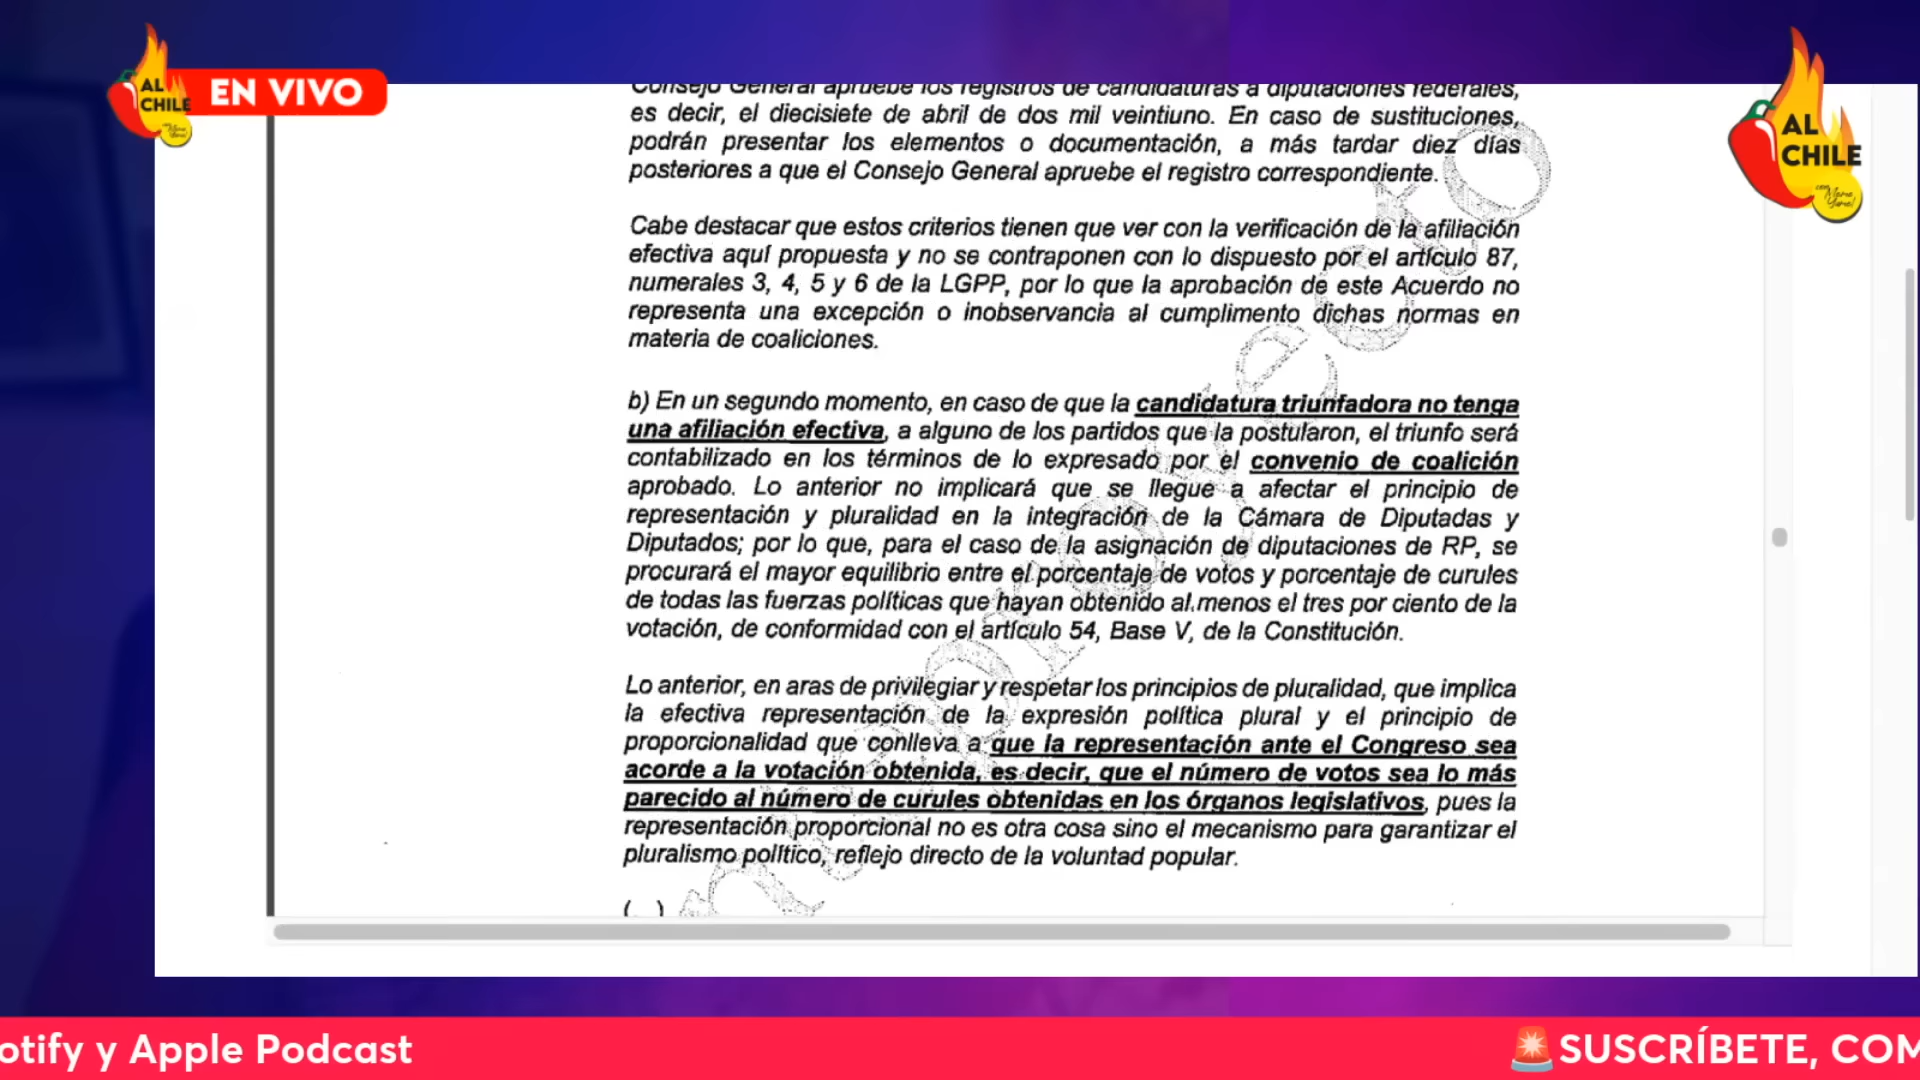 AL
CHILE
EN VIVO
AL
CHILE
Consejo General apruebe los registros de candidaturas a diputaciones federales,
es decir, el diecisiete de abril de dos mil veintiuno. En caso de sustituciones,
podrán presentar los elementos o documentación, a más tardar diez días
posteriores a que el Consejo General apruebe el registro correspondiente.
Cabe destacar que estos criterios tienen que ver con la verificación de la afiliación
efectiva aquí propuesta y no se contraponen con lo dispuesto por el artículo 87,
numerales 3, 4, 5 y 6 de la LGPP, por lo que la aprobación de este Acuerdo no
representa una excepción o inobservancia al cumplimento dichas normas en
materia de coaliciones.
b) En un segundo momento, en caso de que la candidatura triunfadora no tenga
una afiliación efectiva, a alguno de los partidos que la postularon, el triunfo será
contabilizado en los términos de lo expresado por el convenio de coalición
aprobado. Lo anterior no implicará que se llegue a afectar el principio de
representación y pluralidad en la integración de la Cámara de Diputadas y
Diputados; por lo que, para el caso de la asignación de diputaciones de RP, se
procurará el mayor equilibrio entre el porcentaje de votos y porcentaje de curules
de todas las fuerzas políticas que hayan obtenido al menos el tres por ciento de la
votación, de conformidad con el artículo 54, Base V, de la Constitución.
Lo anterior, en aras de privilegiar y respetar los principios de pluralidad, que implica
la efectiva representación de la expresión política plural y el principio de
proporcionalidad que conlleva a que la representación ante el Congreso sea
acorde a la votación obtenida, es decir, que el número de votos sea lo más
parecido al número de curules obtenidas en los órganos legislativos, pues la
representación proporcional no es otra cosa sino el mecanismo para garantizar el
pluralismo político, reflejo directo de la voluntad popular.
(...)
otify y Apple Podcast
SUSCRÍBETE, COM